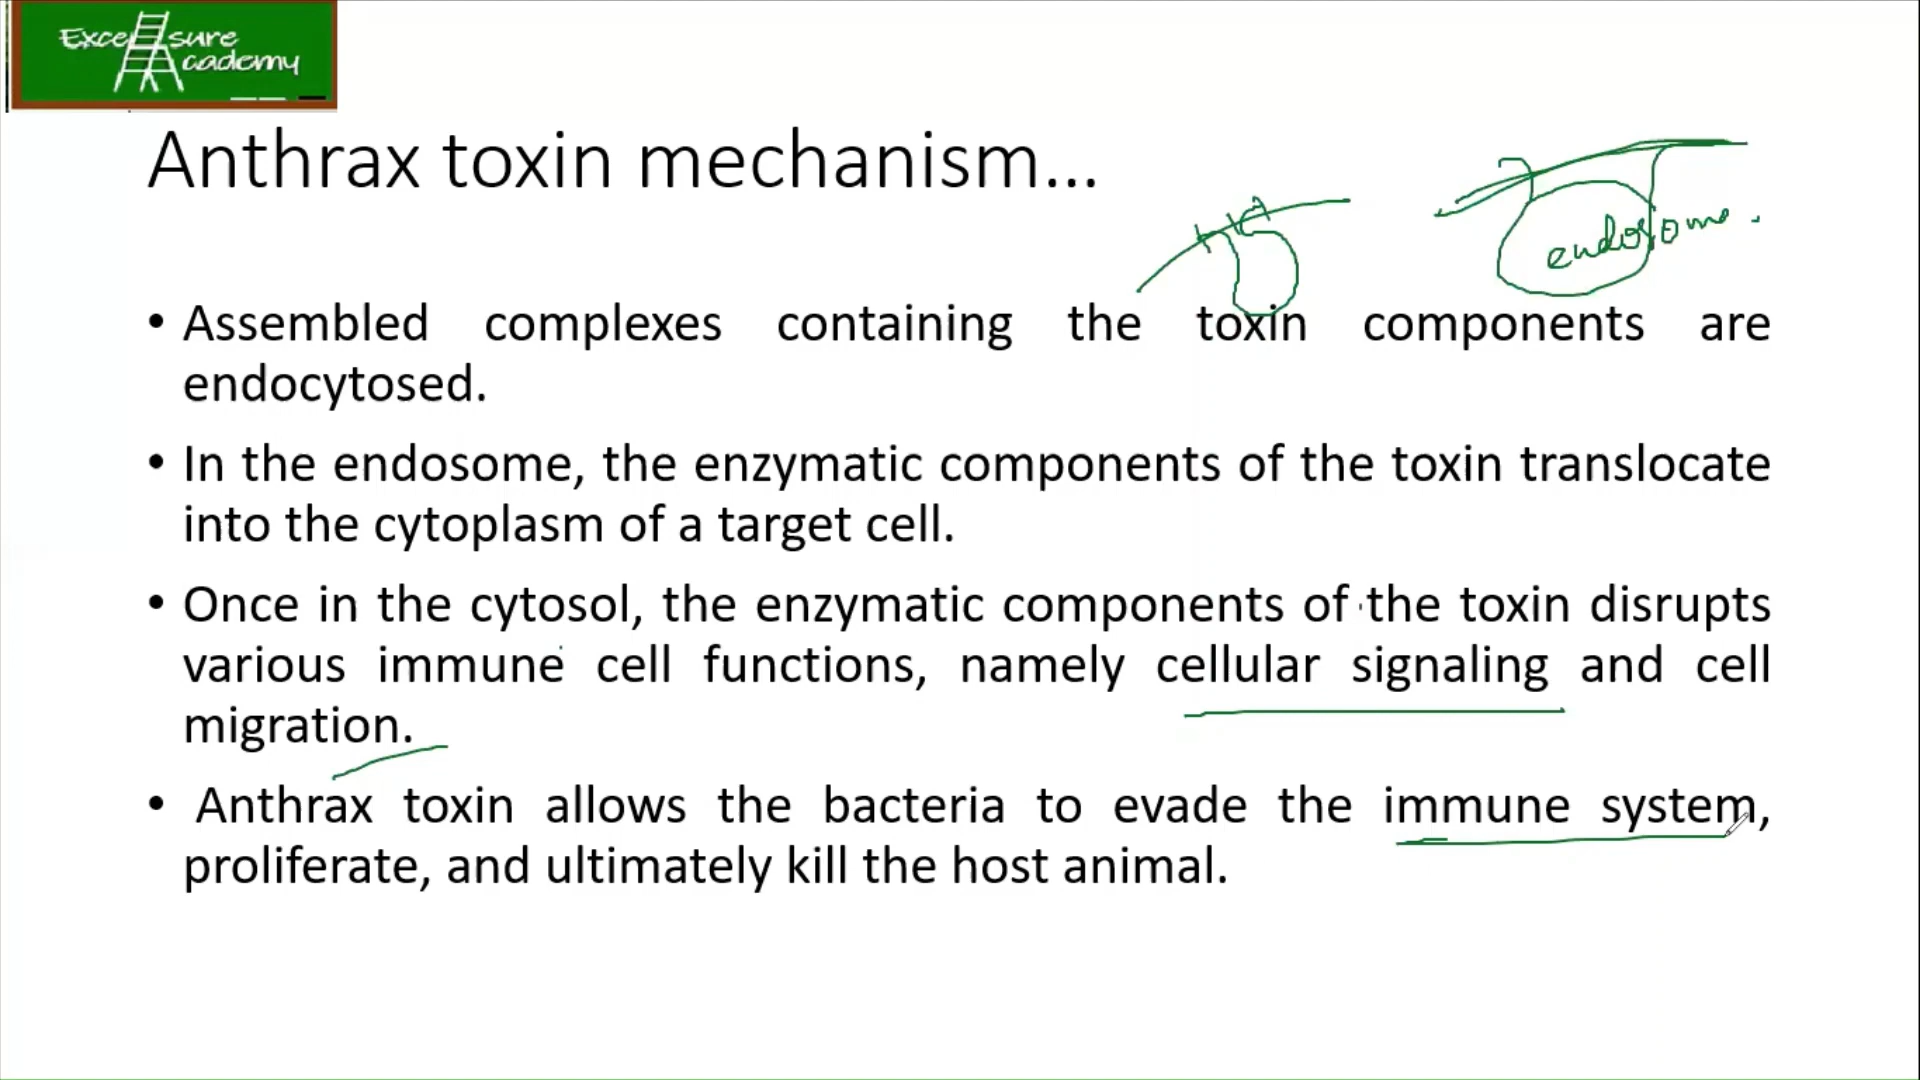 Excel sure
Academy
Anthrax toxin mechanism...
endosome.
• Assembled complexes containing the toxin components are
endocytosed.
• In the endosome, the enzymatic components of the toxin translocate
into the cytoplasm of a target cell.
• Once in the cytosol, the enzymatic components of the toxin disrupts
various immune cell functions, namely cellular signaling and cell
migration.
• Anthrax toxin allows the bacteria to evade the immune system,
proliferate, and ultimately kill the host animal.